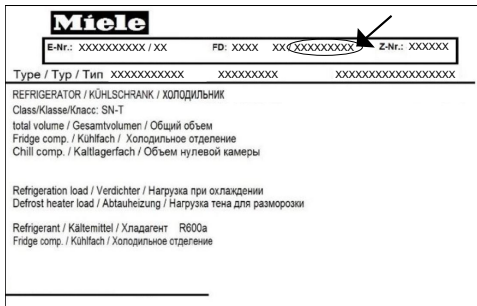 Miele
E-Nr.: XXXXXXXXXX / XX FD: XXXX XX XXXXXXXXX Z-Nr.: XXXXXX
Type / Typ / Тип XXXXXXXXXXX XXXXXXXXX XXXXXXXXXXXXXXXXXX
REFRIGERATOR / KÜHLSCHRANK / ХОЛОДИЛЬНИК
Class/Klasse/Класс: SN-T
total volume / Gesamtvolumen / Общий объем
Fridge comp. / Kühlfach / Холодильное отделение
Chill comp. / Kaltlagerfach / Объем нулевой камеры
Refrigeration load / Verdichter / Нагрузка при охлаждении
Defrost heater load / Abtauheizung / Нагрузка тена для разморозки
Refrigerant / Kältemittel / Хладагент R600a
Fridge comp. / Kühlfach / Холодильное отделение